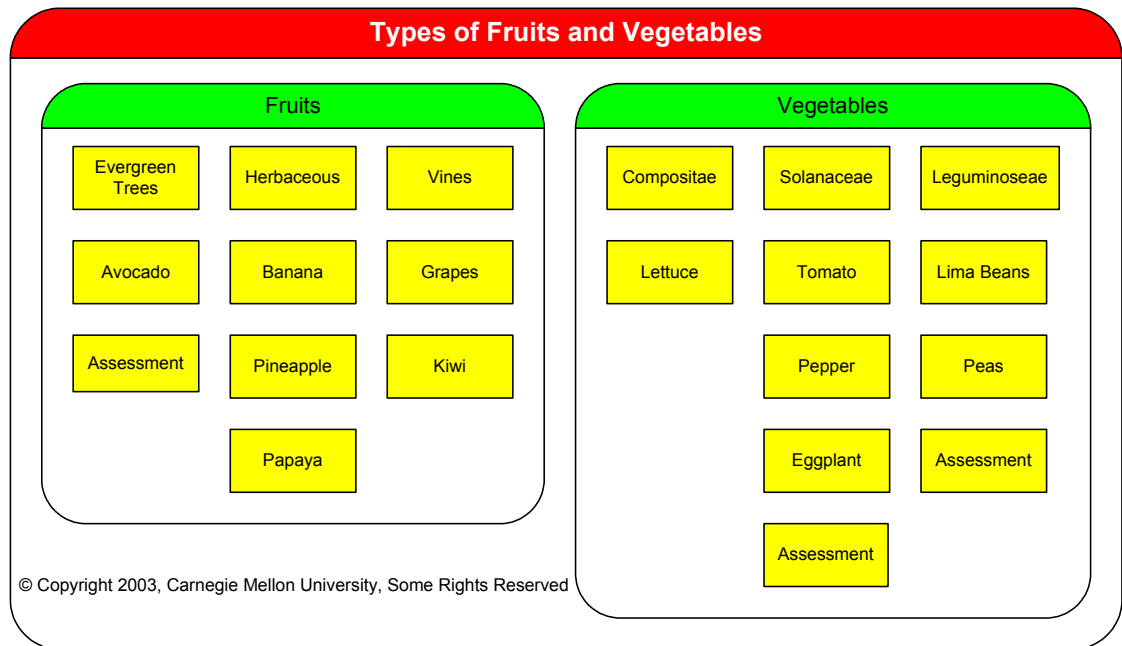 Types of Fruits and Vegetables
Fruits
Evergreen
Trees
Herbaceous
Vines
Avocado
Banana
Grapes
Assessment
Pineapple
Kiwi
Papaya
Vegetables
Compositae
Solanaceae
Leguminoseae
Lettuce
Tomato
Lima Beans
Pepper
Peas
Eggplant
Assessment
Assessment
© Copyright 2003, Carnegie Mellon University, Some Rights Reserved